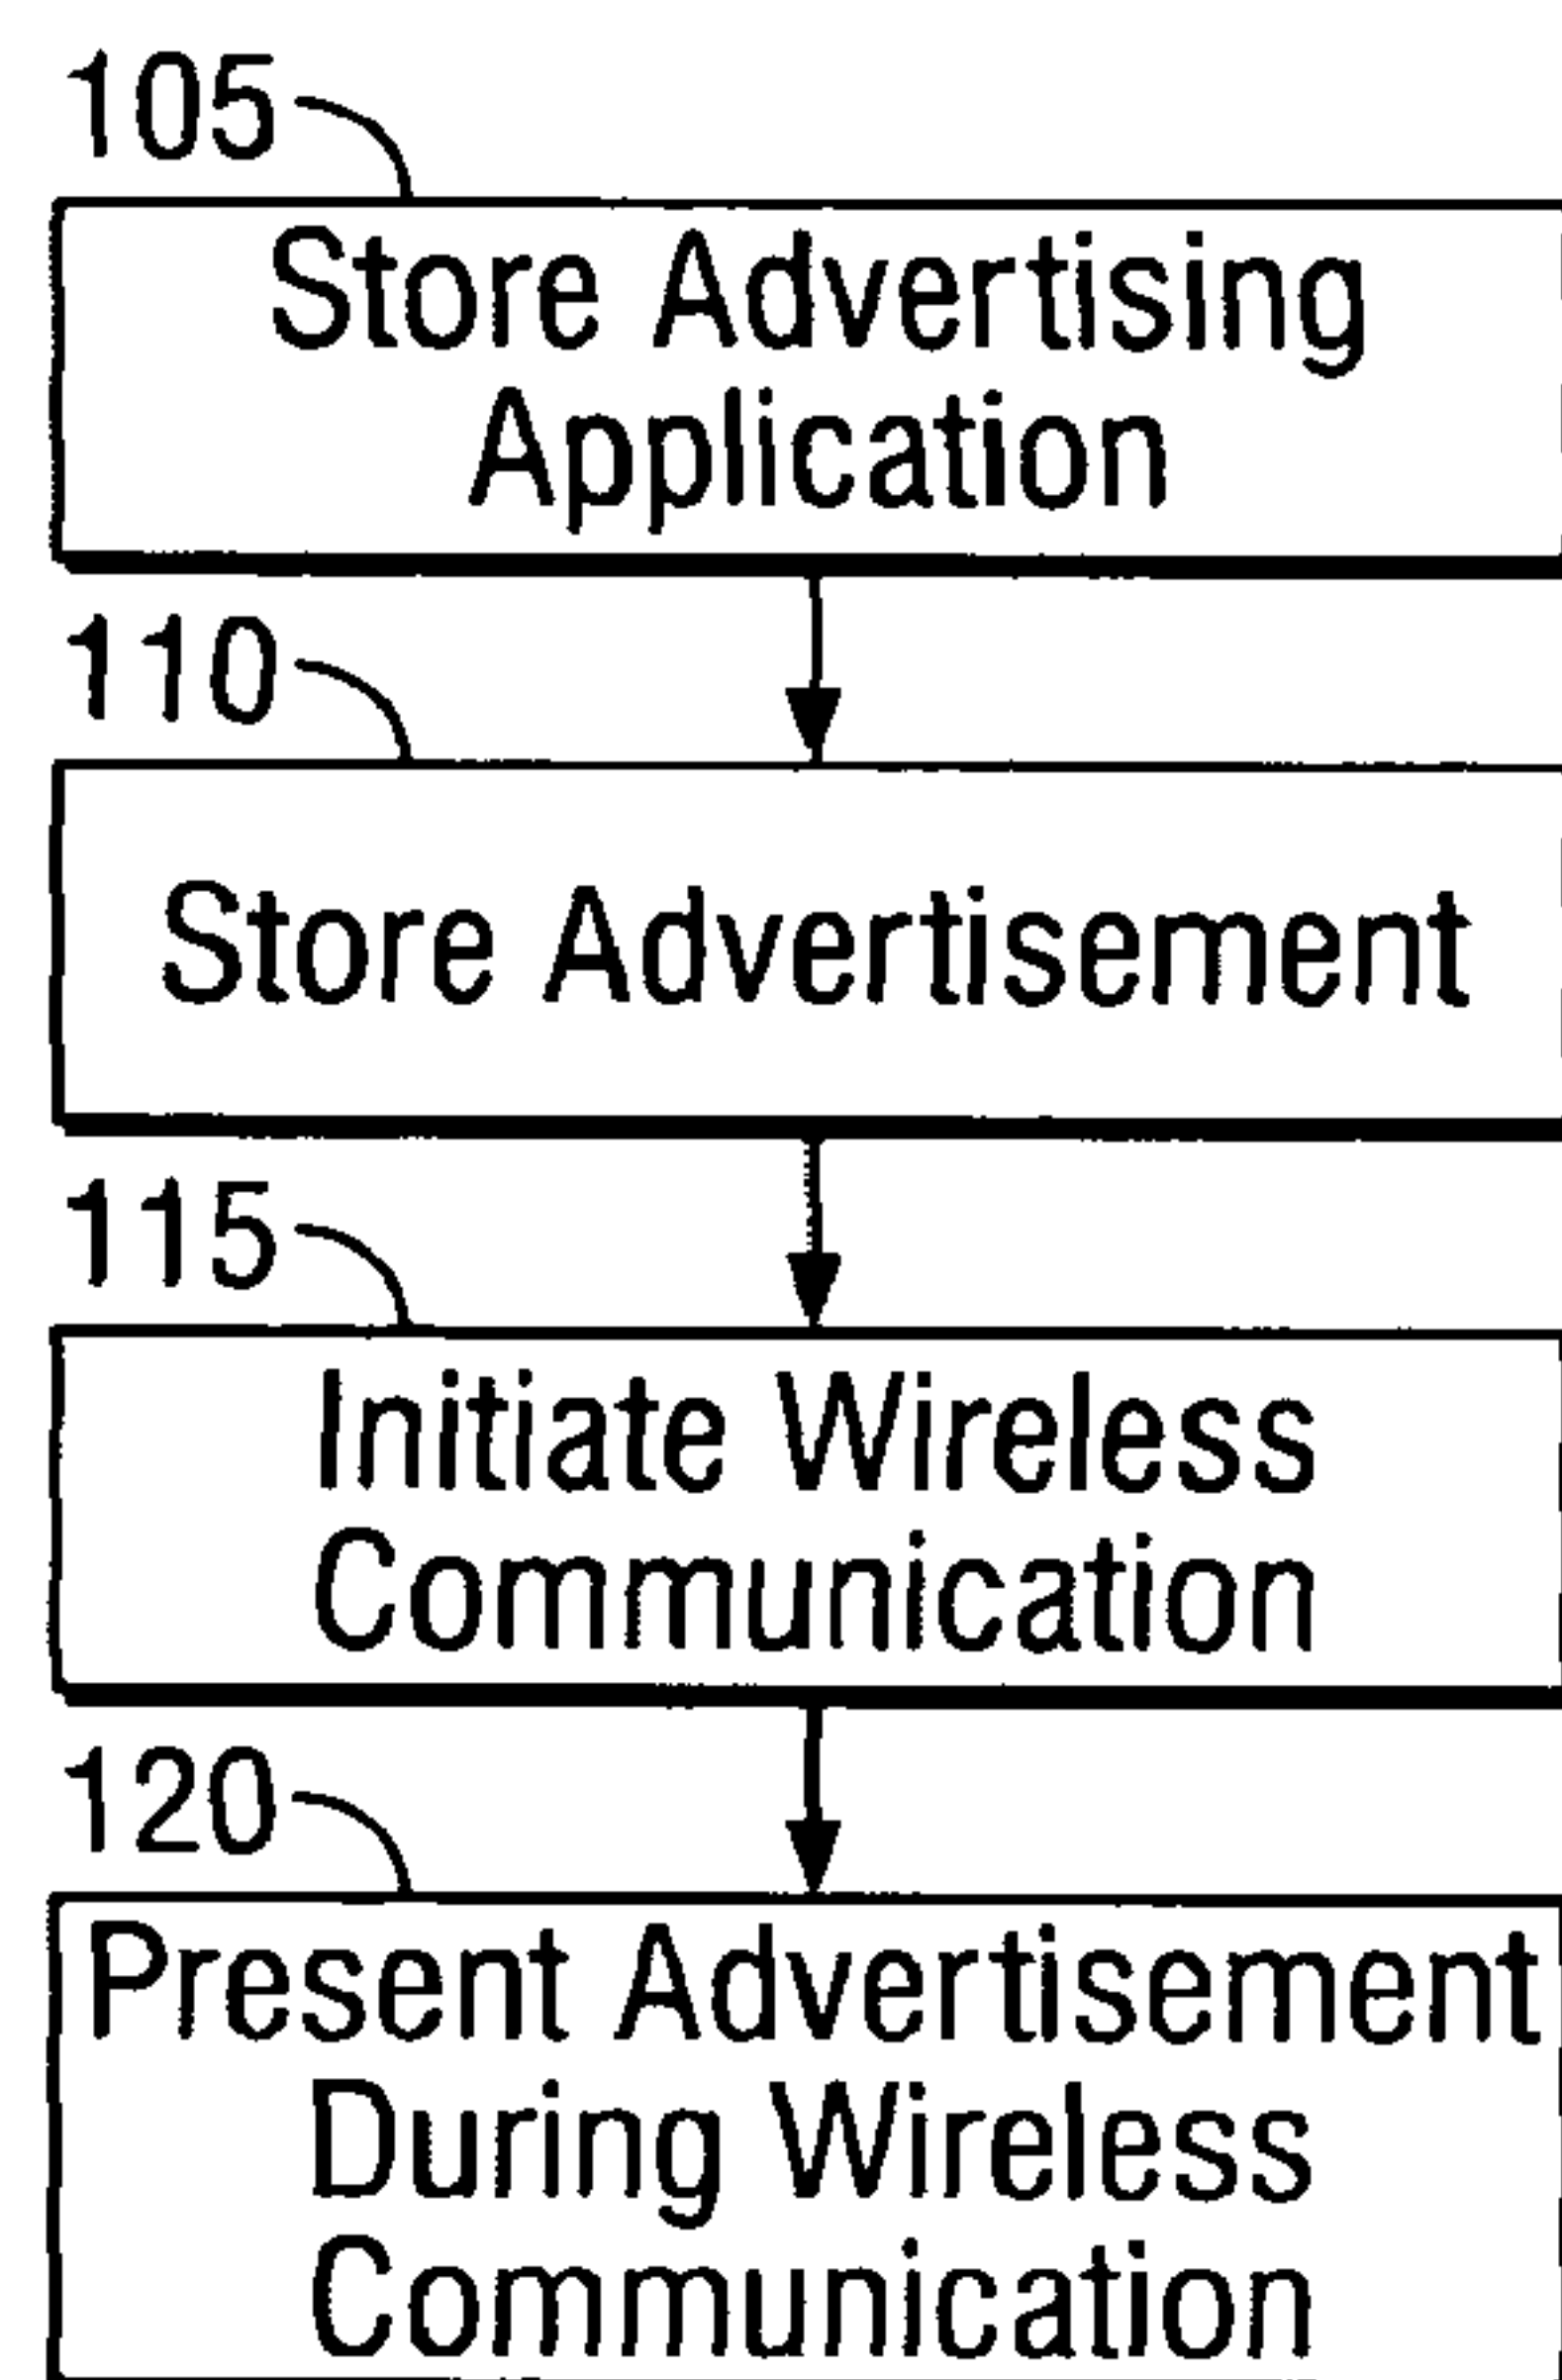 105
Store Advertising
Application
110
Store Advertisement
115
Initiate Wireless
Communication
120
Present Advertisement
During Wireless
Communication